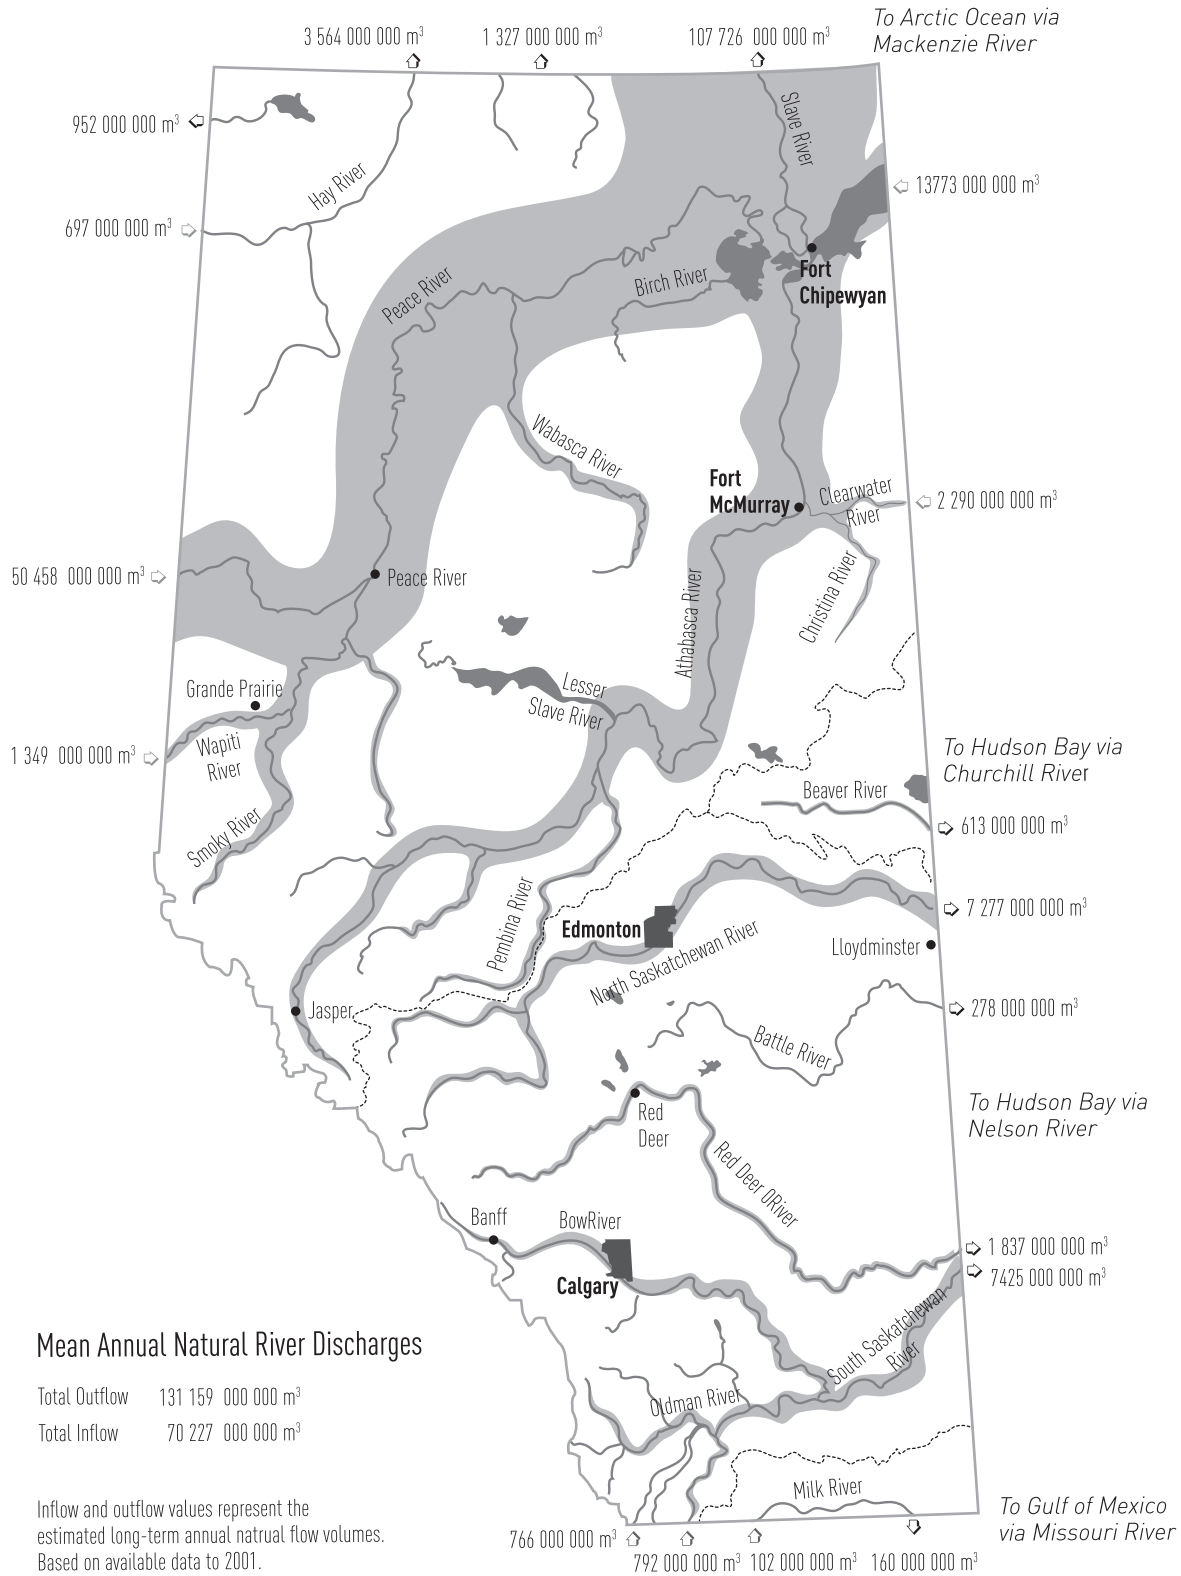 To Arctic Ocean via
Mackenzie River
3 564 000 000 m³
1 327 000 000 m³
107 726 000 000 m³
952 000 000 m³
Slave River
Hay River
13773 000 000 m³
697 000 000 m³
Fort
Chipewyan
Birch River
Peace River
Wabasca River
Fort
McMurray
Clearwater
River
2 290 000 000 m³
50 458 000 000 m³
Peace River
Christina River
Athabasca River
Grande Prairie
Lesser
Slave River
Wapiti
River
1 349 000 000 m³
To Hudson Bay via
Churchill River
Beaver River
613 000 000 m³
Smoky River
Pembina River
7 277 000 000 m³
Edmonton
Lloydminster
North Saskatchewan River
Jasper
278 000 000 m³
Battle River
To Hudson Bay via
Nelson River
Red
Deer
Red Deer 0River
Banff
BowRiver
1 837 000 000 m³
7425 000 000 m³
Calgary
South Saskatchewan
River
Oldman River
Mean Annual Natural River Discharges
Total Outflow 131 159 000 000 m³
Total Inflow 70 227 000 000 m³
Milk River
Inflow and outflow values represent the
estimated long-term annual natrual flow volumes.
Based on available data to 2001.
To Gulf of Mexico
via Missouri River
766 000 000 m³
792 000 000 m³
102 000 000 m³
160 000 000 m³